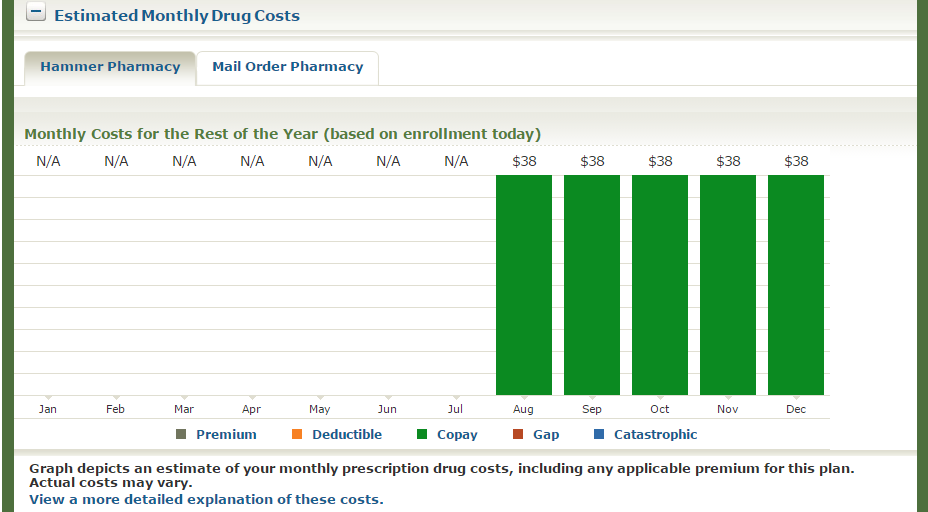 Estimated Monthly Drug Costs
Hammer Pharmacy Mail Order Pharmacy
Monthly Costs for the Rest of the Year (based on enrollment today)
N/A N/A N/A N/A N/A N/A N/A $38 $38 $38 $38 $38
Jan Feb Mar Apr May Jun Jul Aug Sep Oct Nov Dec
Premium Deductible Copay Gap Catastrophic
Graph depicts an estimate of your monthly prescription drug costs, including any applicable premium for this plan.
Actual costs may vary.
View a more detailed explanation of these costs.